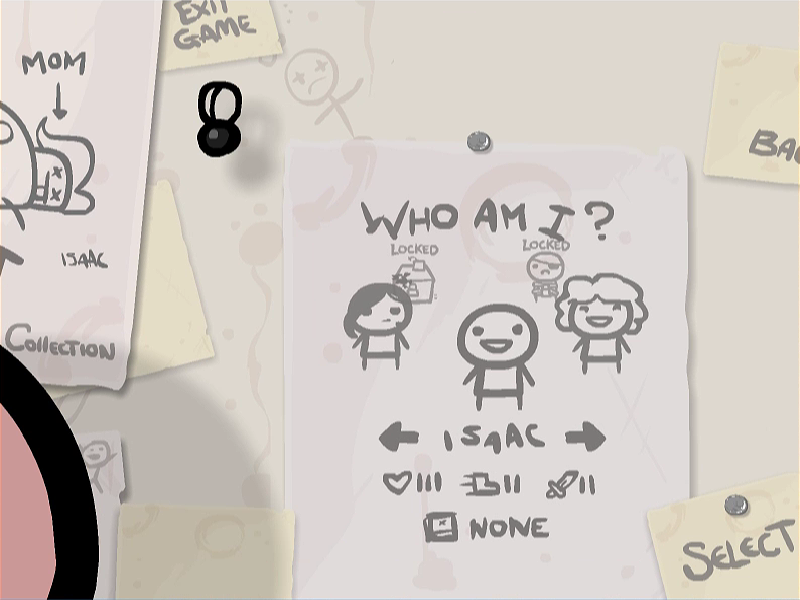 EXIT
GAME
MOM
ISAAC
COLLECTION
WHO AM I?
LOCKED
LOCKED
ISAAC
NONE
SELECT